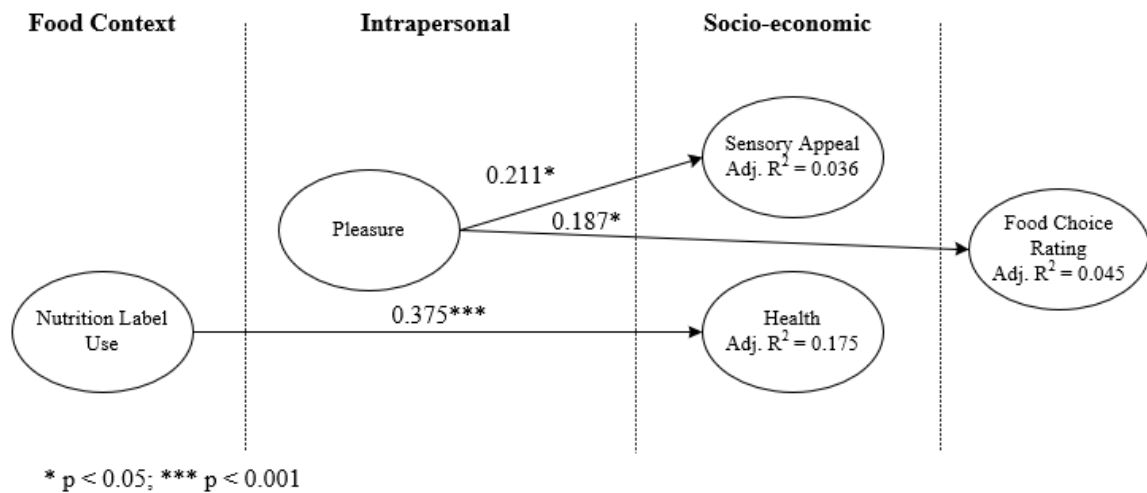 Food Context
Intrapersonal
Socio-economic
Sensory Appeal
Adj. R² = 0.036
0.211*
0.187*
Pleasure
Food Choice
Rating
Adj. R² = 0.045
Nutrition Label
Use
0.375***
Health
Adj. R² = 0.175
* p < 0.05; *** p < 0.001